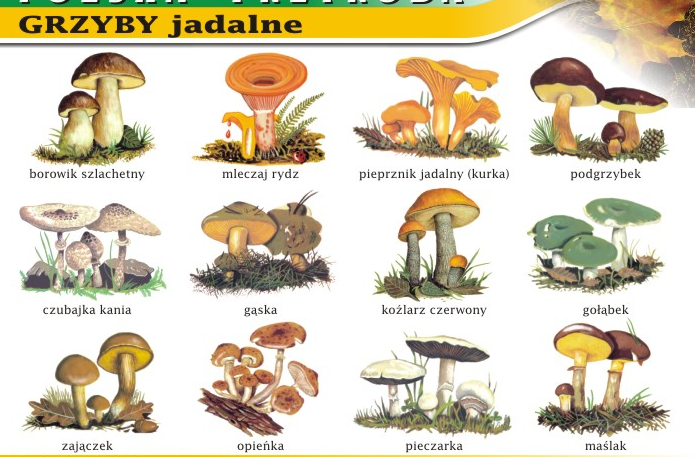 GRZYBY jadalne
borowik szlachetny
mleczaj rydz
pieprznik jadalny (kurka)
podgrzybek
czubajka kania
gąska
koźlarz czerwony
gołąbek
zajączek
opieńka
pieczarka
maślak